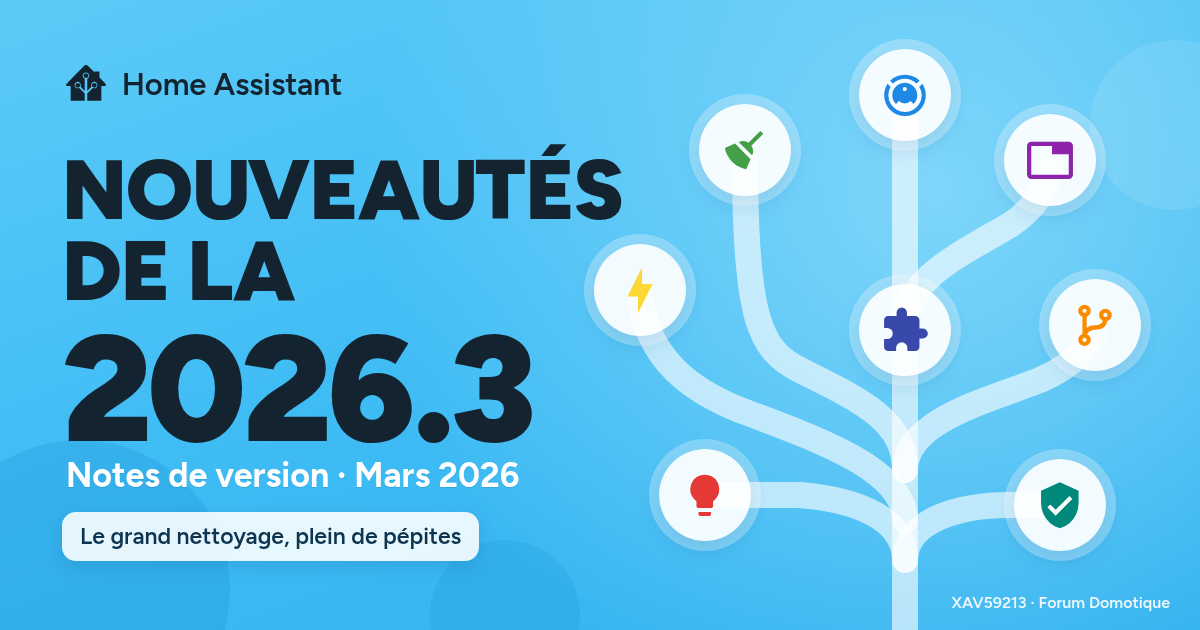 Home Assistant
NOUVEAUTÉS
DE LA
2026.3
Notes de version · Mars 2026
Le grand nettoyage, plein de pépites
XAV59213 · Forum Domotique